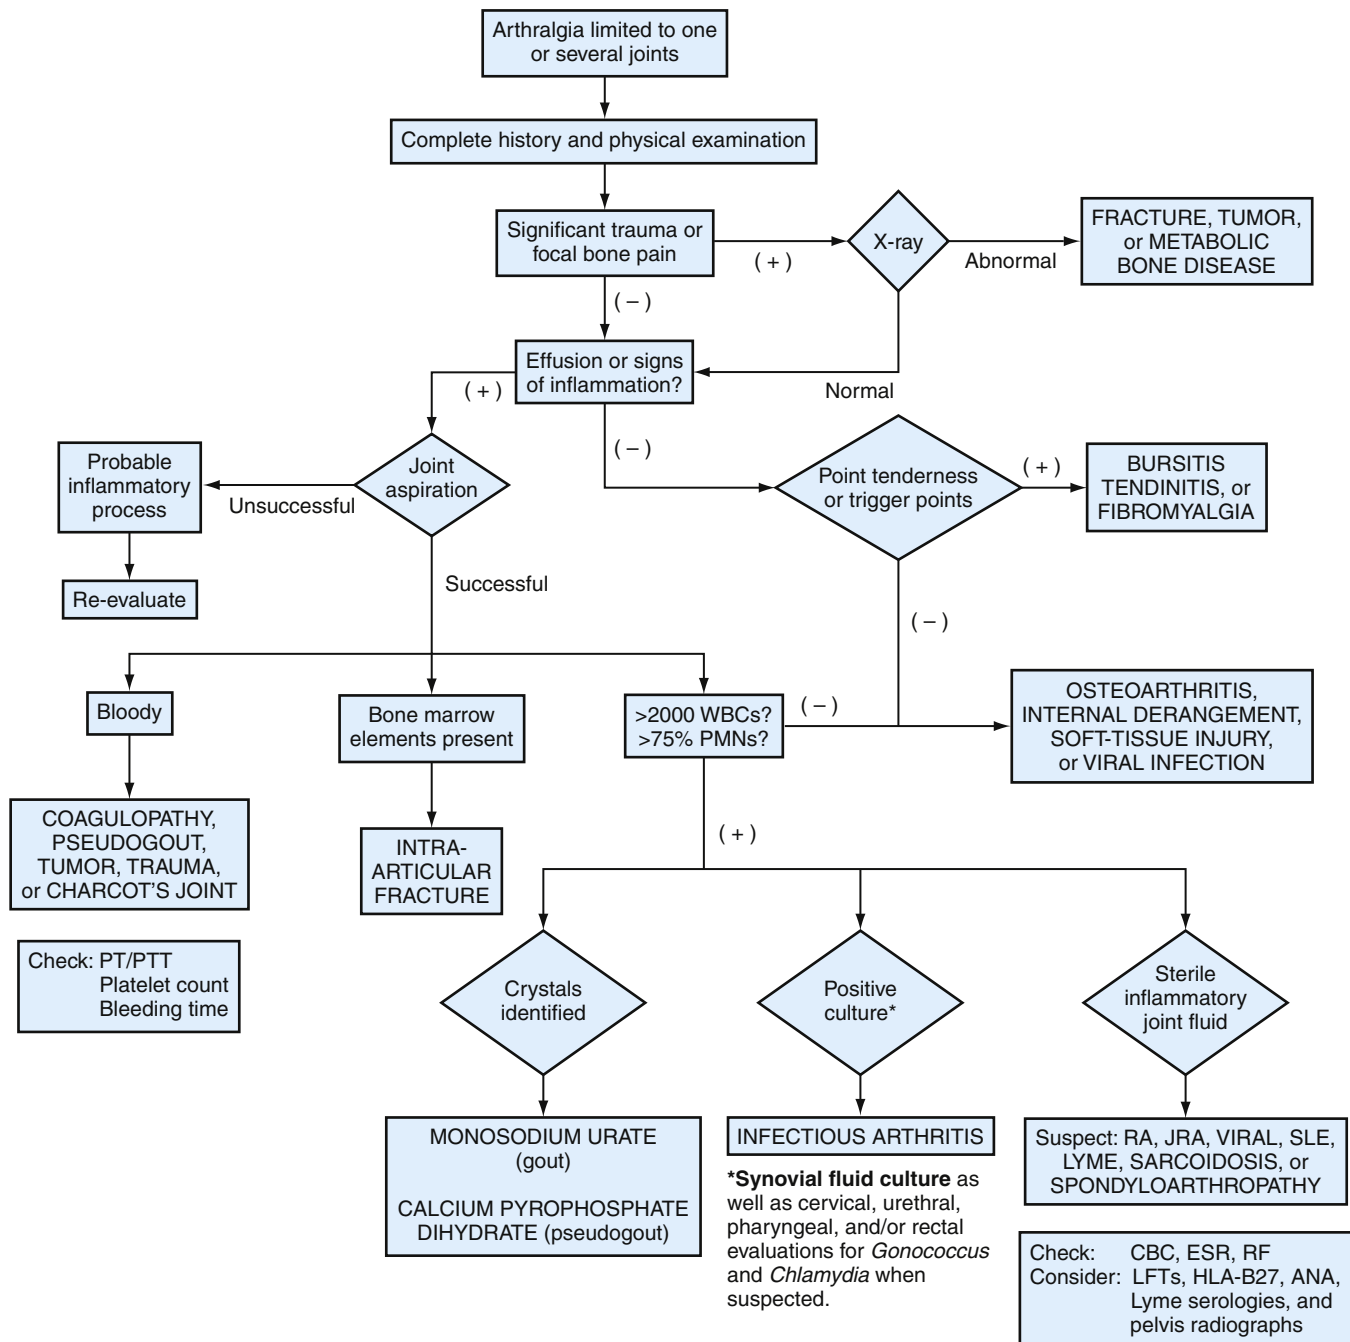 Arthralgia limited to one
or several joints
Complete history and physical examination
Significant trauma or
focal bone pain
( + )
X-ray
Abnormal
FRACTURE, TUMOR,
or METABOLIC
BONE DISEASE
( – )
Effusion or signs
of inflammation?
Normal
( + )
( – )
Probable
inflammatory
process
Unsuccessful
Joint
aspiration
Point tenderness
or trigger points
( + )
BURSITIS
TENDINITIS, or
FIBROMYALGIA
Re-evaluate
Successful
( – )
Bloody
Bone marrow
elements present
>2000 WBCs?
>75% PMNs?
( – )
OSTEOARTHRITIS,
INTERNAL DERANGEMENT,
SOFT-TISSUE INJURY,
or VIRAL INFECTION
COAGULOPATHY,
PSEUDOGOUT,
TUMOR, TRAUMA,
or CHARCOT'S JOINT
INTRA-
ARTICULAR
FRACTURE
( + )
Check: PT/PTT
Platelet count
Bleeding time
Crystals
identified
Positive
culture*
Sterile
inflammatory
joint fluid
MONOSODIUM URATE
(gout)
CALCIUM PYROPHOSPHATE
DIHYDRATE (pseudogout)
INFECTIOUS ARTHRITIS
*Synovial fluid culture as
well as cervical, urethral,
pharyngeal, and/or rectal
evaluations for Gonococcus
and Chlamydia when
suspected.
Suspect: RA, JRA, VIRAL, SLE,
LYME, SARCOIDOSIS, or
SPONDYLOARTHROPATHY
Check: CBC, ESR, RF
Consider: LFTs, HLA-B27, ANA,
Lyme serologies, and
pelvis radiographs